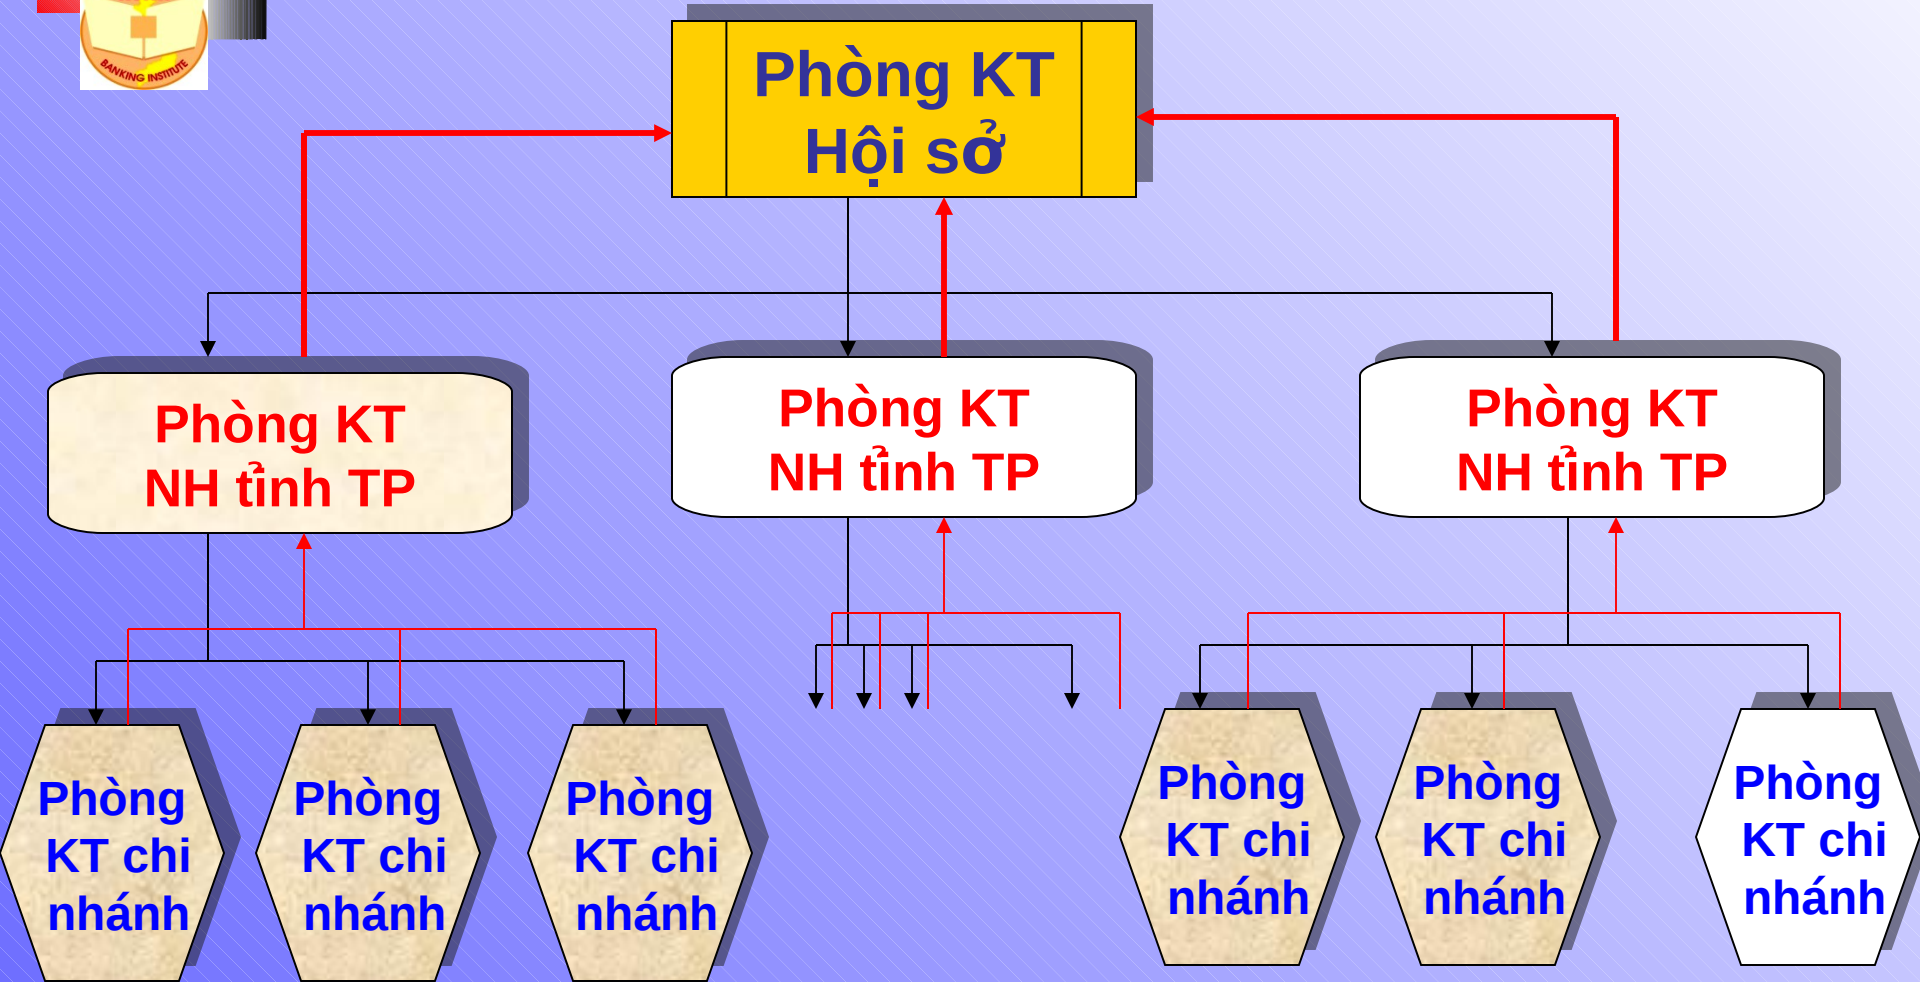 BANKING INSTITUTE
Phòng KT
Hội sở
Phòng KT
NH tỉnh TP
Phòng KT
NH tỉnh TP
Phòng KT
NH tỉnh TP
Phòng
KT chi
nhánh
Phòng
KT chi
nhánh
Phòng
KT chi
nhánh
Phòng
KT chi
nhánh
Phòng
KT chi
nhánh
Phòng
KT chi
nhánh